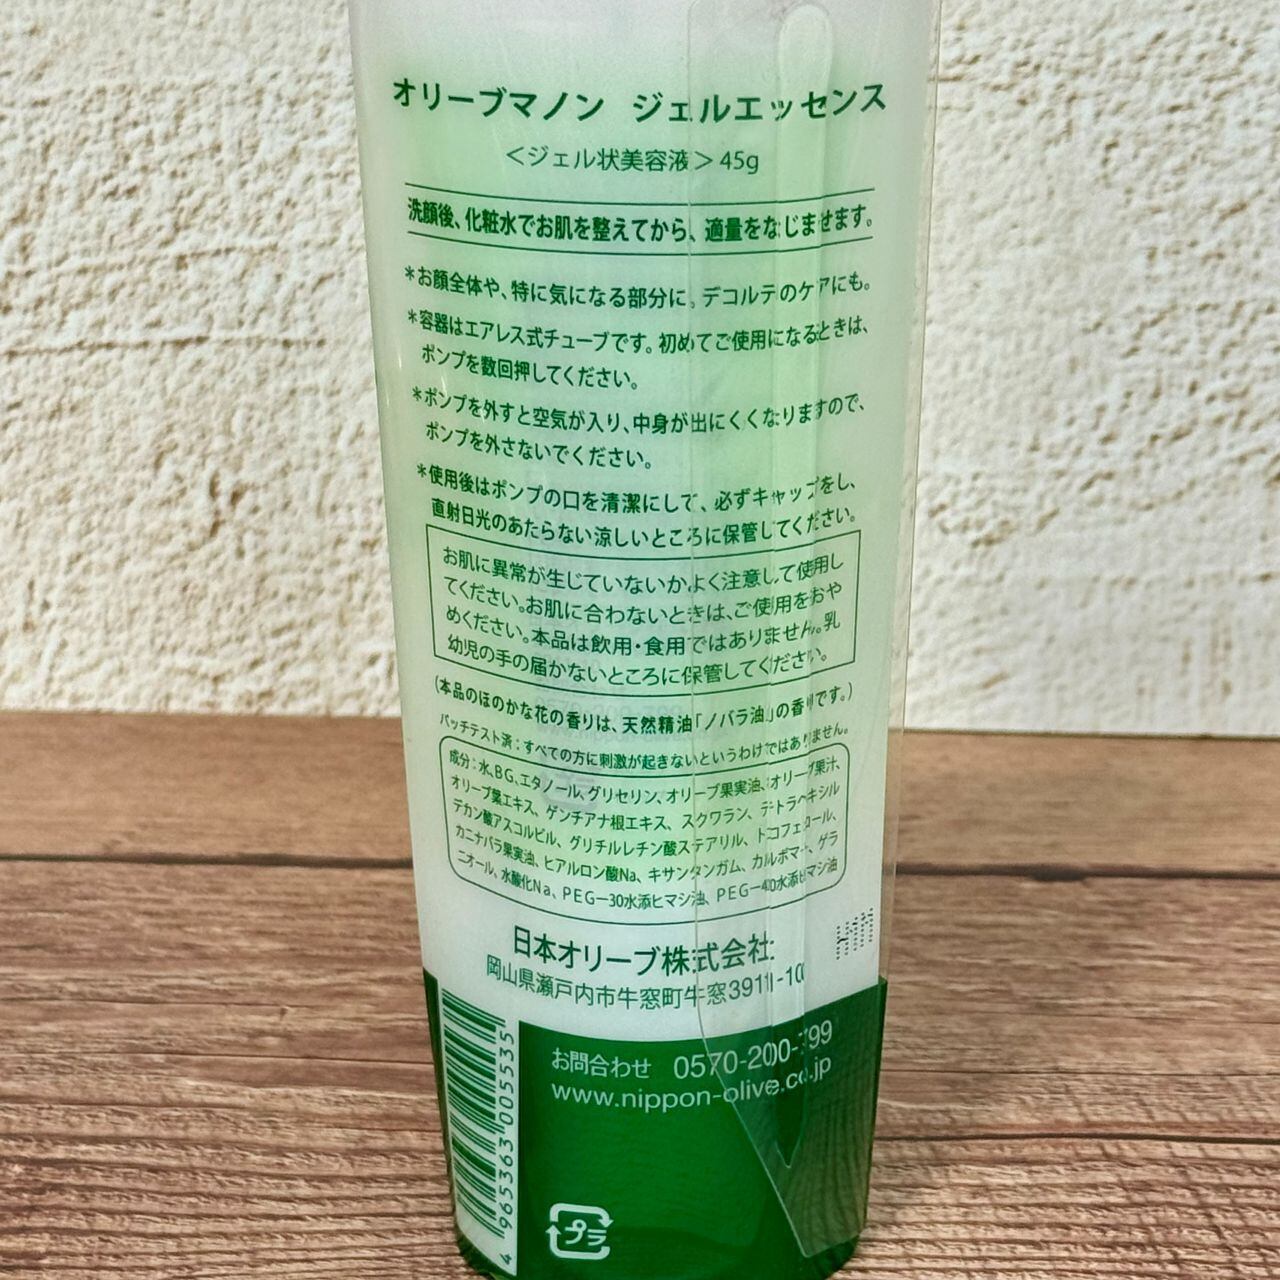 オリーブマノン ジェルエッセンス
＜ジェル状美容液＞45g
洗顔後、化粧水でお肌を整えてから、適量をなじませます。
＊お顔全体や、特に気になる部分に。デコルテのケアにも。
＊容器はエアレス式チューブです。初めてご使用になるときは、
ポンプを数回押してください。
＊ポンプを外すと空気が入り、中身が出にくくなりますので、
ポンプを外さないでください。
＊使用後はポンプの口を清潔にして、必ずキャップをし、
直射日光のあたらない涼しいところに保管してください。
お肌に異常が生じていないかよく注意して使用し
てください。お肌に合わないときは、ご使用をおや
めください。本品は飲用・食用ではありません。乳
幼児の手の届かないところに保管してください。
（本品のほのかな花の香りは、天然精油「ノバラ油」の香りです。）
パッチテスト済：すべての方に刺激が起きないというわけではありません。
成分：水、BG、エタノール、グリセリン、オリーブ果実油、オリーブ果汁、
オリーブ葉エキス、ゲンチアナ根エキス、スクワラン、テトラヘキシル
デカン酸アスコルビル、グリチルレチン酸ステアリル、トコフェロール、
カニナバラ果実油、ヒアルロン酸Na、キサンタンガム、カルボマー、ゲラ
ニオール、水酸化Na、PEG－30水添ヒマシ油、PEG－40水添ヒマシ油
日本オリーブ株式会社
岡山県瀬戸内市牛窓町牛窓3911-10
お問合わせ 0570-200-799
www.nippon-olive.co.jp
4 965363 005535
プラ